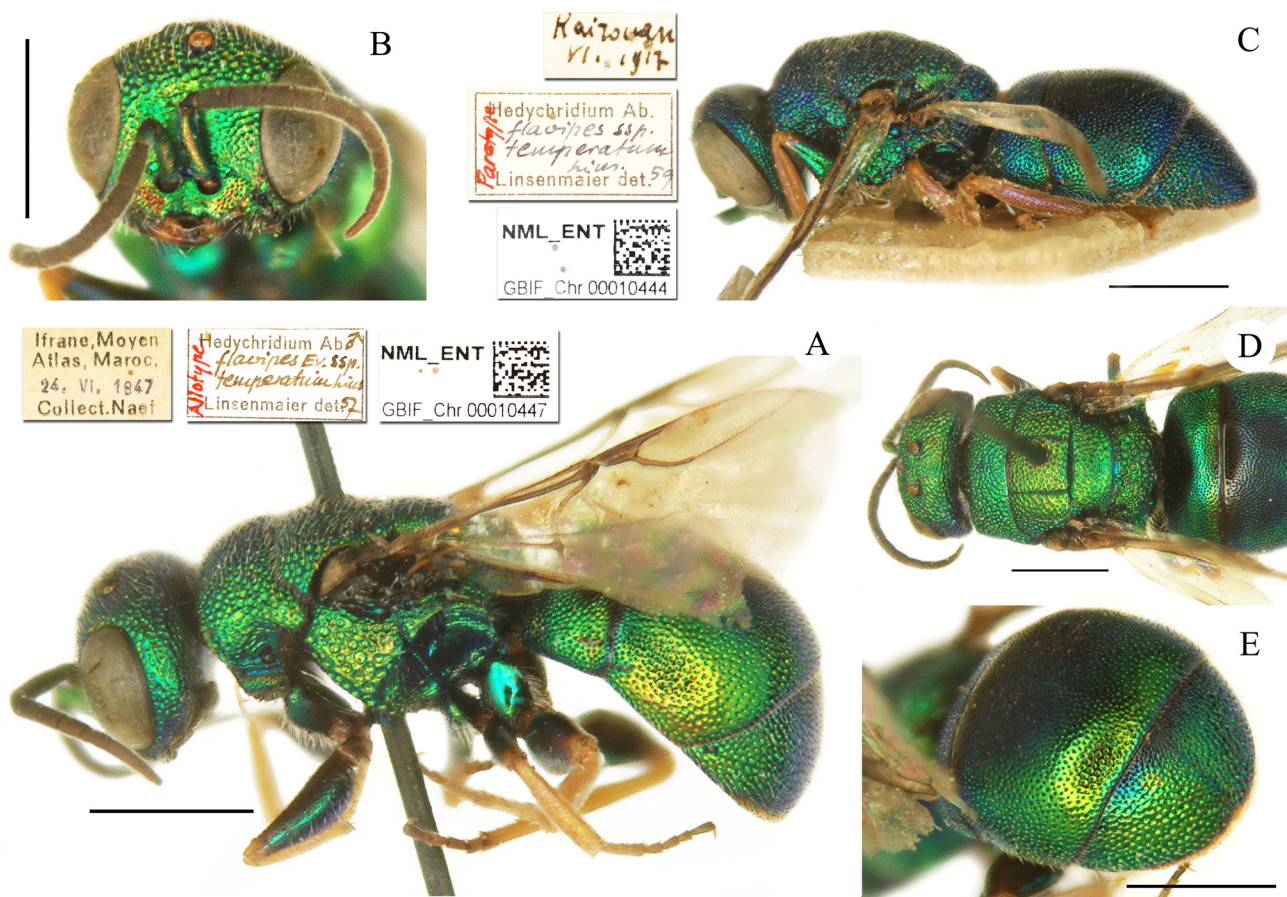 B
Kairouan
VI. 1917
C
Paratype
Hedychridium Ab.
flavipes ssp.
temperatum
Linsenmaier det. 59
NML_ENT
GBIF_Chr 00010444
Ifrane, Moyen
Atlas, Maroc.
24. VI. 1947
Collect. Naef
Allotype
Hedychridium Ab. ♂
flavipes Ev. ssp.
temperatum
Linsenmaier det. 57
NML_ENT
GBIF_Chr 00010447
A
D
E